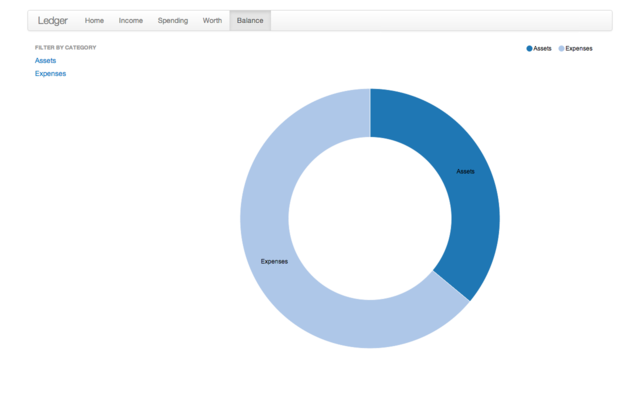 Ledger Home Income Spending Worth Balance
FILTER BY CATEGORY
Assets
Expenses
Assets Expenses
Assets
Expenses